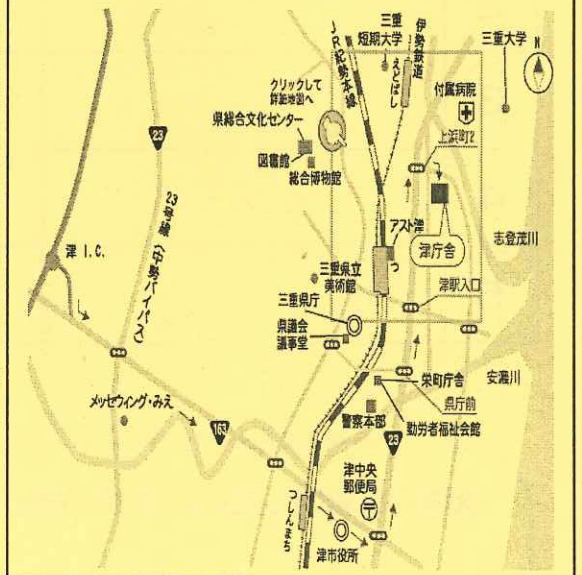 三重
短期大学
JR紀勢本線
伊勢鉄道
えどばし
三重大学
N
クリックして
詳細地図へ
付属病院
県総合文化センター
上浜町2
図書館
総合博物館
23
23号線(中勢バイパス)
アスト津
つ
津庁舎
志登茂川
津 I.C.
三重県立
美術館
三重県庁
津駅入口
県議会
議事堂
栄町庁舎
安濃川
県庁前
メッセウィング・みえ
163
警察本部
勤労者福祉会館
23
津中央
郵便局
つしんまち
津市役所